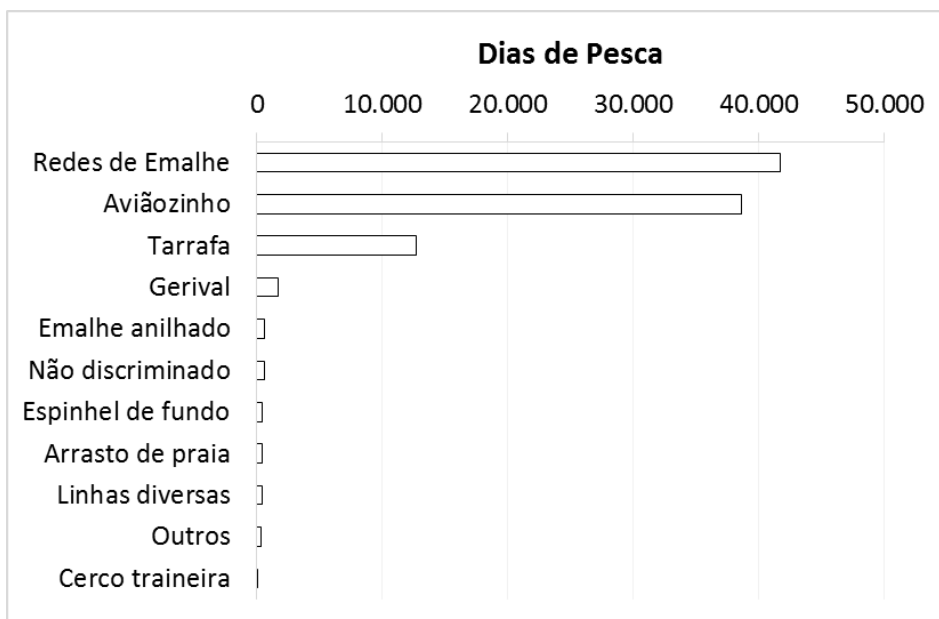 Dias de Pesca
0 10.000 20.000 30.000 40.000 50.000
Redes de Emalhe
Aviãozinho
Tarrafa
Gerival
Emalhe anilhado
Não discriminado
Espinhel de fundo
Arrasto de praia
Linhas diversas
Outros
Cerco traineira